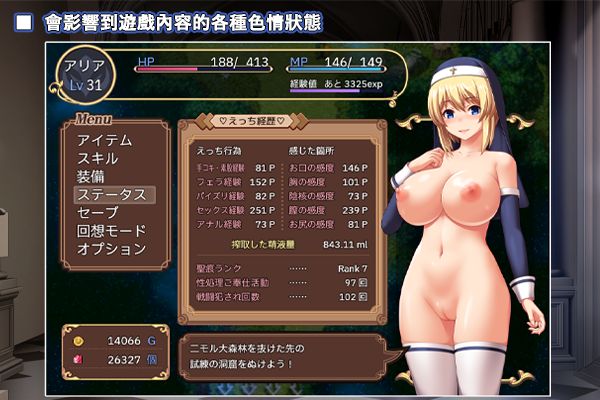 ■ 會影響到遊戲內容的各種色情狀態
アリア
Lv 31
HP 188/ 413
MP 146/ 149
経験値 あと 3325exp
Menu
アイテム
スキル
装備
ステータス
セーブ
回想モード
オプション
♡えっち経歴♡
えっち行為 感じた箇所
手コキ・素股経験 81 P お口の感度 146 P
フェラ経験 152 P 胸の感度 101 P
パイズリ経験 82 P 陰核の感度 73 P
セックス経験 251 P 膣の感度 239 P
アナル経験 73 P お尻の感度 81 P
搾取した精液量 843.11 ml
聖痕ランク …… Rank 7
性処理ご奉仕活動 …… 97 回
戦闘犯され回数 …… 102 回
14066 G
26327 個
ニモル大森林を抜けた先の
試練の洞窟をぬけよう!